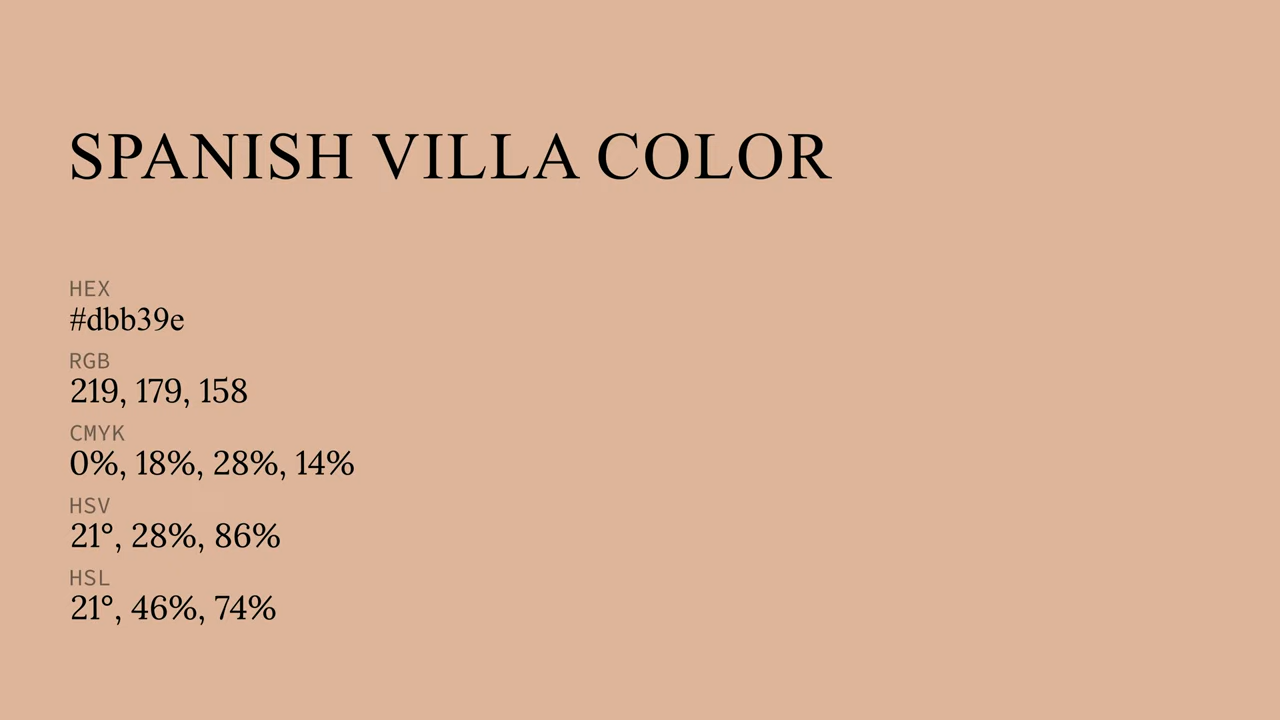 SPANISH VILLA COLOR
HEX
#dbb39e
RGB
219, 179, 158
CMYK
0%, 18%, 28%, 14%
HSV
21°, 28%, 86%
HSL
21°, 46%, 74%